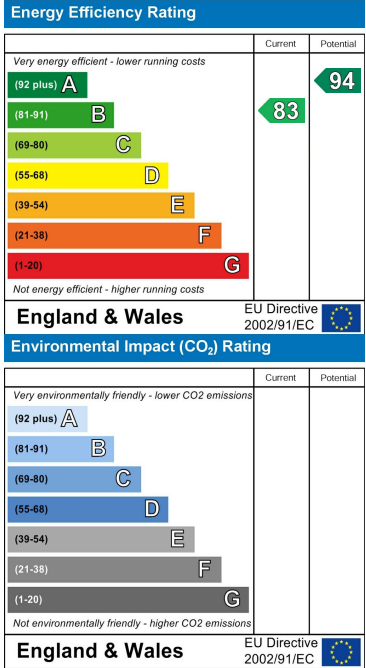 Energy Efficiency Rating
Current Potential
Very energy efficient - lower running costs
(92 plus) A
94
(81-91) B
83
(69-80) C
(55-68) D
(39-54) E
(21-38) F
(1-20) G
Not energy efficient - higher running costs
England & Wales
EU Directive
2002/91/EC
Environmental Impact (CO₂) Rating
Current Potential
Very environmentally friendly - lower CO2 emissions
(92 plus) A
(81-91) B
(69-80) C
(55-68) D
(39-54) E
(21-38) F
(1-20) G
Not environmentally friendly - higher CO2 emissions
England & Wales
EU Directive
2002/91/EC